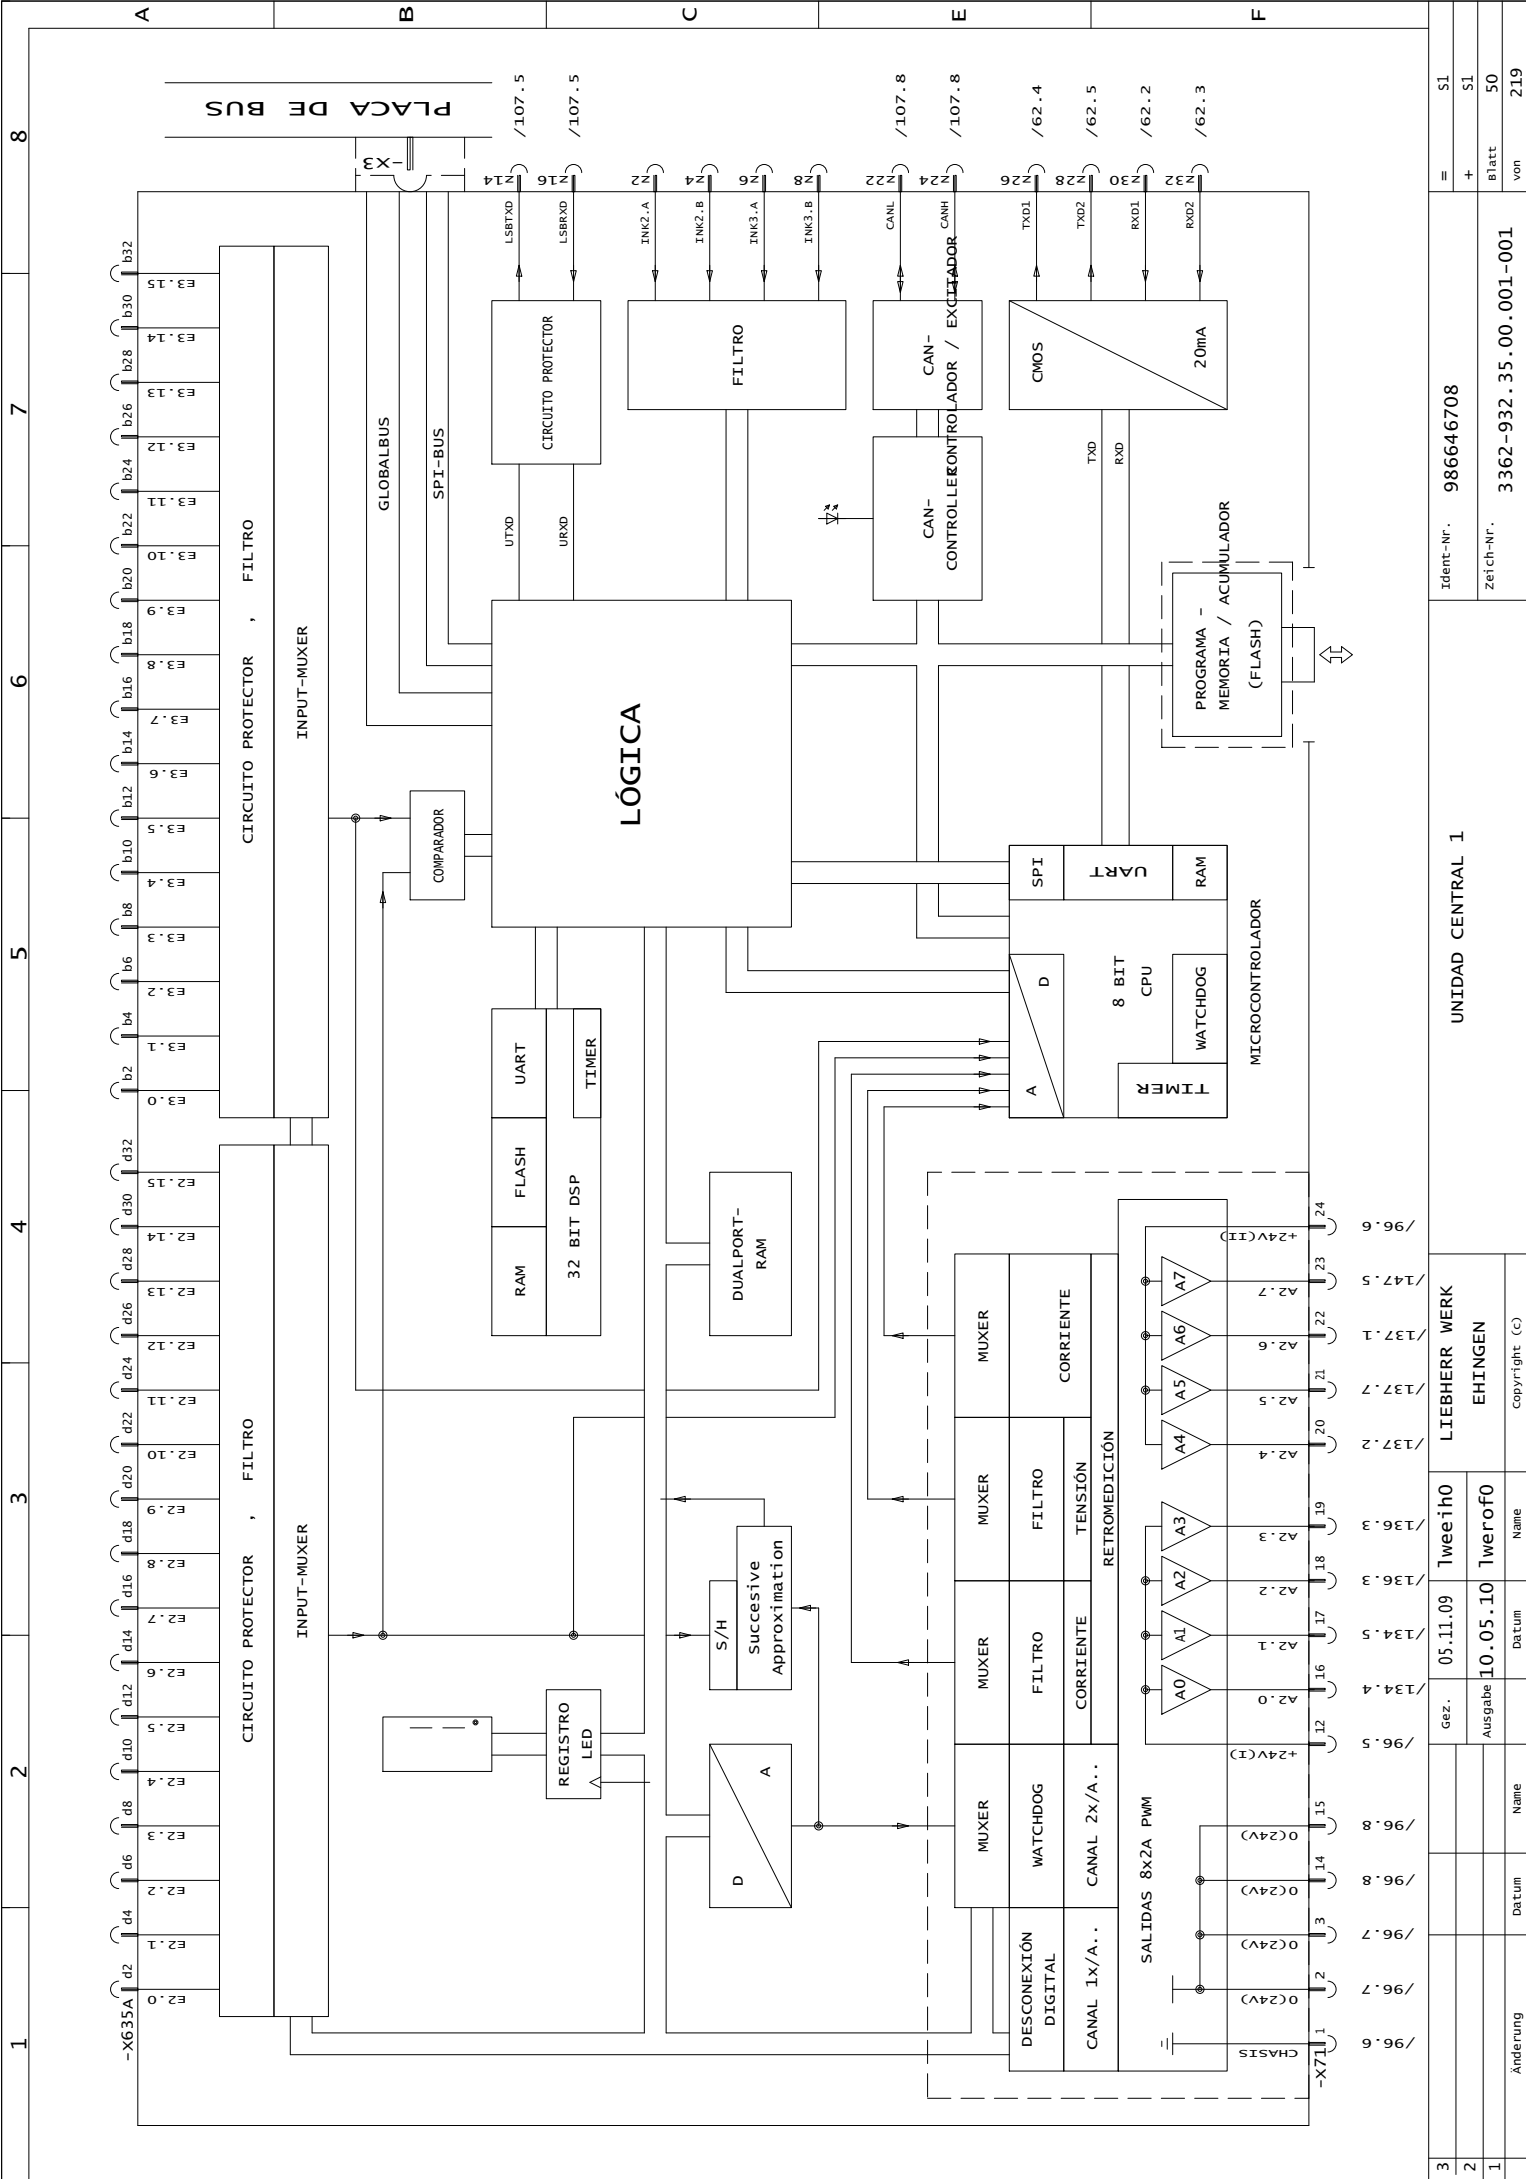 1
2
3
4
5
6
7
8
A
B
C
E
F
-X635A
d2
d4
d6
d8
d10
d12
d14
d16
d18
d20
d22
d24
d26
d28
d30
d32
b2
b4
b6
b8
b10
b12
b14
b16
b18
b20
b22
b24
b26
b28
b30
b32
E2.0
E2.1
E2.2
E2.3
E2.4
E2.5
E2.6
E2.7
E2.8
E2.9
E2.10
E2.11
E2.12
E2.13
E2.14
E2.15
E3.0
E3.1
E3.2
E3.3
E3.4
E3.5
E3.6
E3.7
E3.8
E3.9
E3.10
E3.11
E3.12
E3.13
E3.14
E3.15
CIRCUITO PROTECTOR , FILTRO
INPUT-MUXER
CIRCUITO PROTECTOR , FILTRO
INPUT-MUXER
PLACA DE BUS
-X3
GLOBALBUS
SPI-BUS
COMPARADOR
LÓGICA
UTXD
URXD
CIRCUITO PROTECTOR
LSBTXD
z14
/107.5
LSBRXD
z16
/107.5
FILTRO
INK2.A
z2
INK2.B
z4
INK3.A
z6
INK3.B
z8
CAN-
CONTROLLER
CAN-
CONTROLADOR / EXCITADOR
CANL
z22
/107.8
CANH
z24
/107.8
CMOS
20mA
TXD
RXD
TXD1
z26
/62.4
TXD2
z28
/62.5
RXD1
z30
/62.2
RXD2
z32
/62.3
PROGRAMA -
MEMORIA / ACUMULADOR
(FLASH)
RAM
FLASH
UART
32 BIT DSP
TIMER
DUALPORT-
RAM
S/H
Succesive
Approximation
REGISTRO
LED
D
A
A
D
8 BIT
CPU
SPI
UART
RAM
WATCHDOG
TIMER
MICROCONTROLADOR
MUXER
MUXER
MUXER
MUXER
WATCHDOG
FILTRO
FILTRO
CORRIENTE
DESCONEXIÓN
DIGITAL
CANAL 1x/A..
CANAL 2x/A..
CORRIENTE
TENSIÓN
RETROMEDICIÓN
SALIDAS 8x2A PWM
A0
A1
A2
A3
A4
A5
A6
A7
CHASIS
0(24V)
0(24V)
0(24V)
0(24V)
+24V(I)
A2.0
A2.1
A2.2
A2.3
A2.4
A2.5
A2.6
A2.7
+24V(II)
-X71
1
2
3
14
15
12
16
17
18
19
20
21
22
23
24
/96.6
/96.7
/96.7
/96.8
/96.8
/96.5
/134.4
/134.5
/136.3
/136.3
/137.2
/137.7
/137.1
/147.5
/96.6
3
2
1
Änderung
Datum
Name
Gez.
05.11.09
lweeih0
Ausgabe
10.05.10
lwerof0
Datum
Name
LIEBHERR WERK
EHINGEN
Copyright (c)
UNIDAD CENTRAL 1
Ident-Nr.
986646708
Zeich-Nr.
3362-932.35.00.001-001
=
S1
+
S1
Blatt
50
von
219